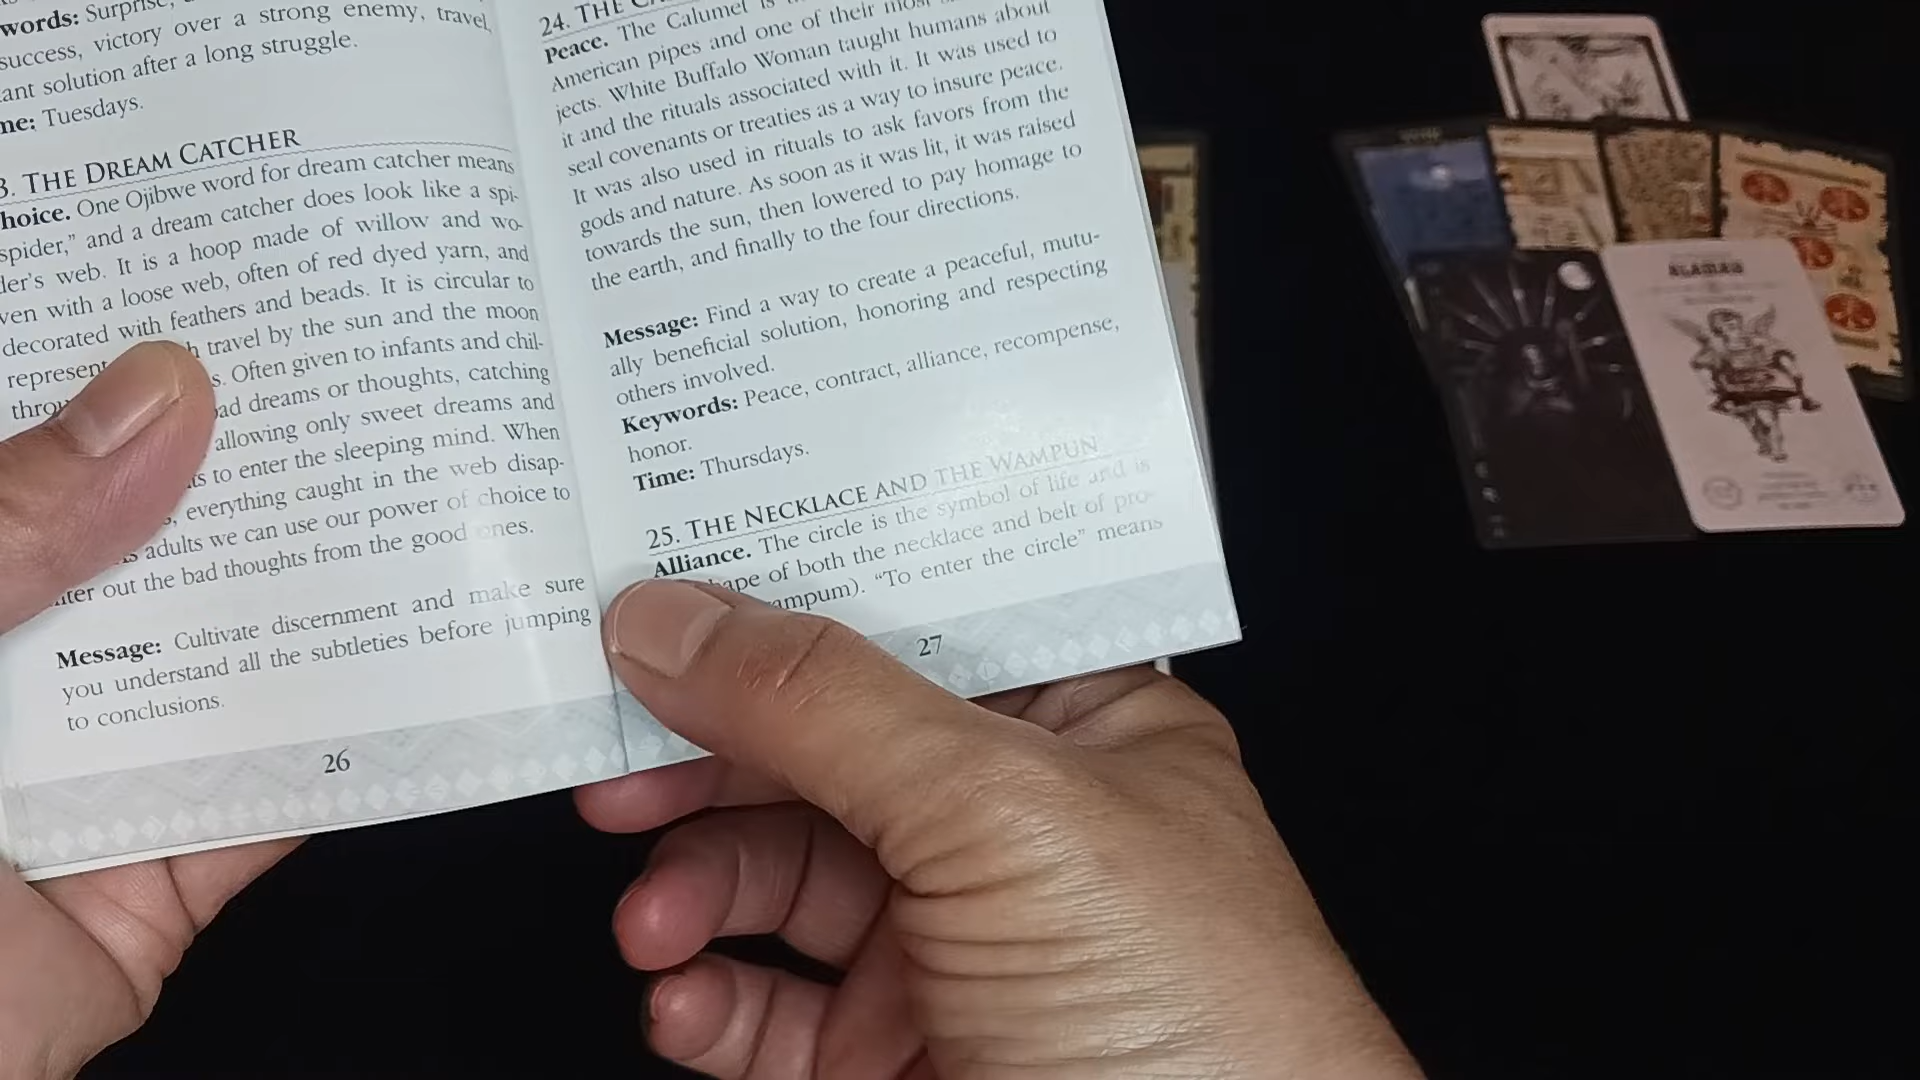 words: Surprise,
success, victory over a strong enemy, travel,
ant solution after a long struggle.
me: Tuesdays.
3. THE DREAM CATCHER
hoice. One Ojibwe word for dream catcher means
spider,” and a dream catcher does look like a spi-
der's web. It is a hoop made of willow and wo-
ven with a loose web, often of red dyed yarn, and
decorated with feathers and beads. It is circular to
represent travel by the sun and the moon
throu s. Often given to infants and chil-
ad dreams or thoughts, catching
allowing only sweet dreams and
ts to enter the sleeping mind. When
, everything caught in the web disap-
s adults we can use our power of choice to
lter out the bad thoughts from the good ones.
Message: Cultivate discernment and make sure
you understand all the subtleties before jumping
to conclusions.
26
24. THE
Peace. The Calumet is
American pipes and one of their most
jects. White Buffalo Woman taught humans about
it and the rituals associated with it. It was used to
seal covenants or treaties as a way to insure peace.
It was also used in rituals to ask favors from the
gods and nature. As soon as it was lit, it was raised
towards the sun, then lowered to pay homage to
the earth, and finally to the four directions.
Message: Find a way to create a peaceful, mutu-
ally beneficial solution, honoring and respecting
others involved.
Keywords: Peace, contract, alliance, recompense,
honor.
Time: Thursdays.
25. THE NECKLACE AND THE WAMPUN
Alliance. The circle is the symbol of life and is
hape of both the necklace and belt of pro-
ampum). “To enter the circle” means
27